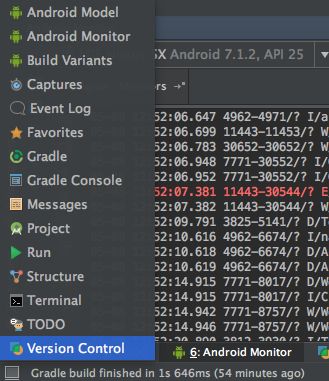 Android Model
Android Monitor
Build Variants
Captures
Event Log
Favorites
Gradle
Gradle Console
Messages
Project
Run
Structure
Terminal
TODO
Version Control
5X Android 7.1.2, API 25
ors
52:06.647 4962-4971/? I/a
52:06.699 11443-11453/? W
52:06.783 30652-30652/? W
52:06.948 7771-30552/? I/
52:06.952 7771-30552/? I/
52:07.381 11443-30544/? E
52:07.382 7771-30552/? W/
52:09.791 3825-5141/? D/T
52:10.616 4962-6674/? I/n
52:10.618 4962-6674/? D/A
52:10.619 4962-6674/? D/A
52:14.915 7771-8017/? D/
52:14.915 7771-8017/? I/C
52:14.942 7771-8757/? W/
52:14.946 7771-8757/? W/
6: Android Monitor
Gradle build finished in 1s 646ms (54 minutes ago)